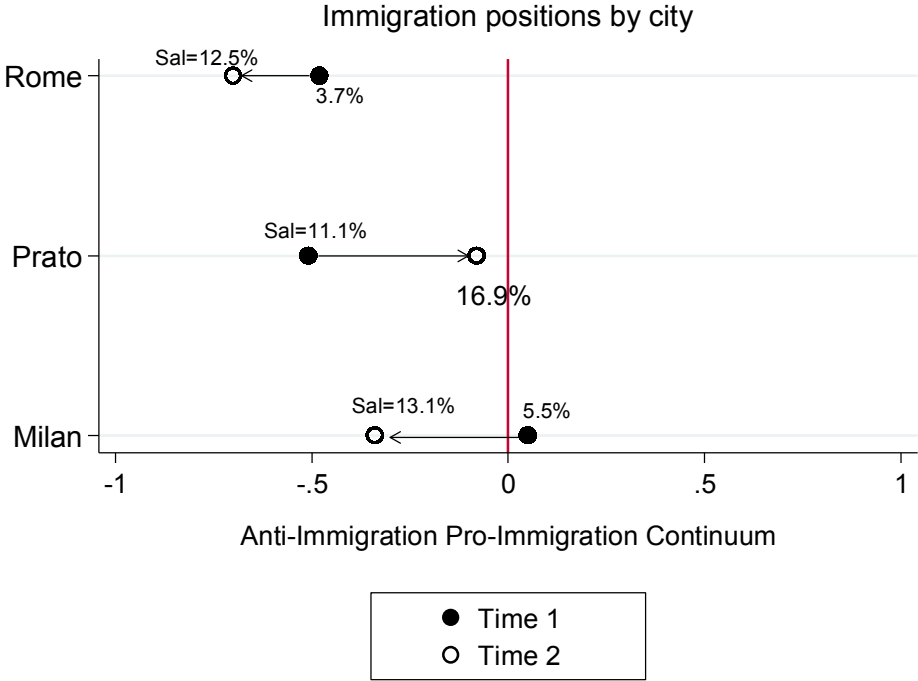 Immigration positions by city
Sal=12.5%
Rome
3.7%
Sal=11.1%
Prato
16.9%
Sal=13.1%
5.5%
Milan
-1 -.5 0 .5 1
Anti-Immigration Pro-Immigration Continuum
Time 1
Time 2